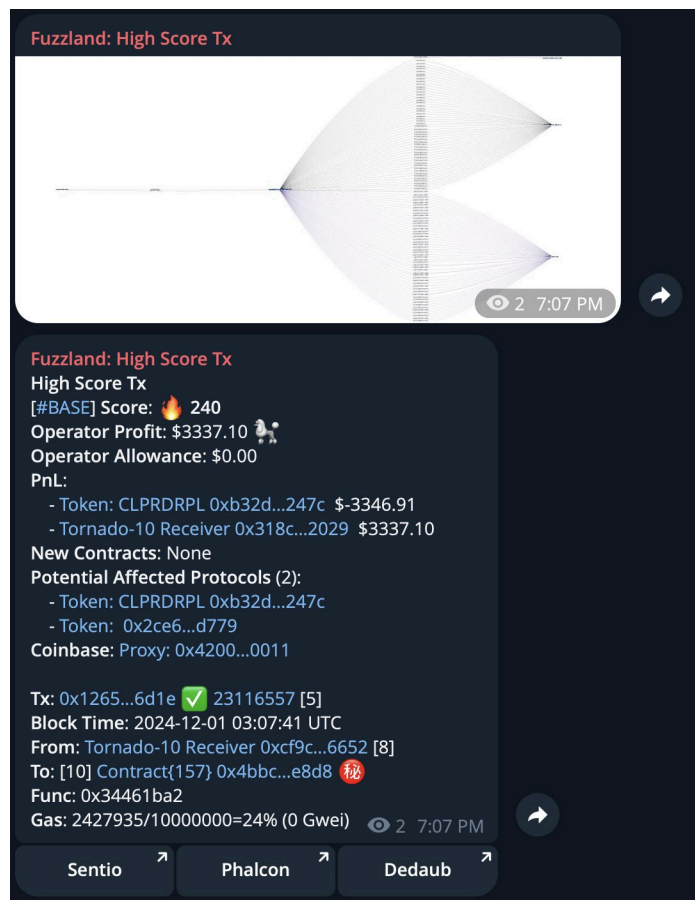 Fuzzland: High Score Tx
2 7:07 PM
Fuzzland: High Score Tx
High Score Tx
[#BASE] Score: 🔥 240
Operator Profit: $3337.10 🐩
Operator Allowance: $0.00
PnL:
- Token: CLPRDRPL 0xb32d...247c $-3346.91
- Tornado-10 Receiver 0x318c...2029 $3337.10
New Contracts: None
Potential Affected Protocols (2):
- Token: CLPRDRPL 0xb32d...247c
- Token: 0x2ce6...d779
Coinbase: Proxy: 0x4200...0011
Tx: 0x1265...6d1e ✅ 23116557 [5]
Block Time: 2024-12-01 03:07:41 UTC
From: Tornado-10 Receiver 0xcf9c...6652 [8]
To: [10] Contract{157} 0x4bbc...e8d8 ㊙️
Func: 0x34461ba2
Gas: 2427935/10000000=24% (0 Gwei) 2 7:07 PM
Sentio Phalcon Dedaub